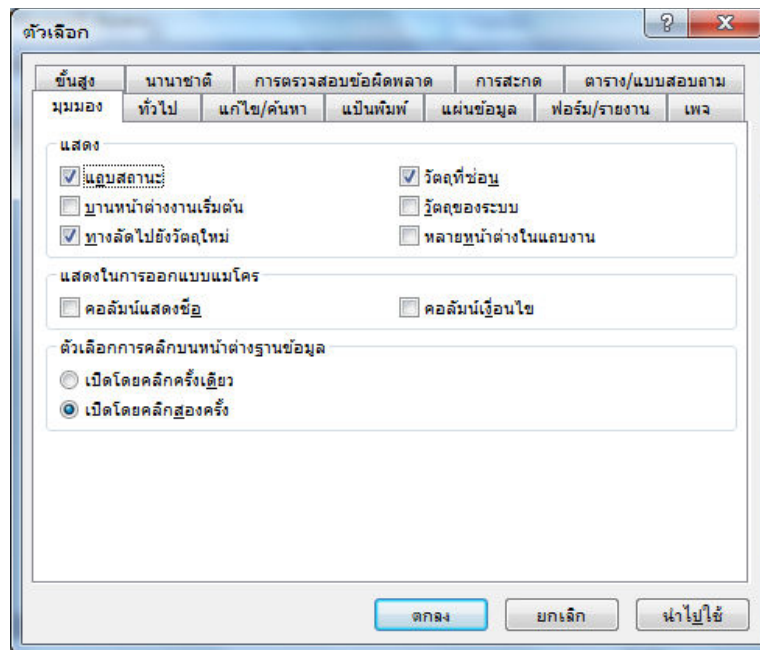 ตัวเลือก
ขั้นสูง นานาชาติ การตรวจสอบข้อผิดพลาด การสะกด ตาราง/แบบสอบถาม
มุมมอง ทั่วไป แก้ไข/ค้นหา แป้นพิมพ์ แผ่นข้อมูล ฟอร์ม/รายงาน เพจ
แสดง
แถบสถานะ วัตถุที่ซ่อน
บานหน้าต่างงานเริ่มต้น วัตถุของระบบ
ทางลัดไปยังวัตถุใหม่ หลายหน้าต่างในแถบงาน
แสดงในการออกแบบแมโคร
คอลัมน์แสดงชื่อ คอลัมน์เงื่อนไข
ตัวเลือกการคลิกบนหน้าต่างฐานข้อมูล
เปิดโดยคลิกครั้งเดียว
เปิดโดยคลิกสองครั้ง
ตกลง ยกเลิก นำไปใช้